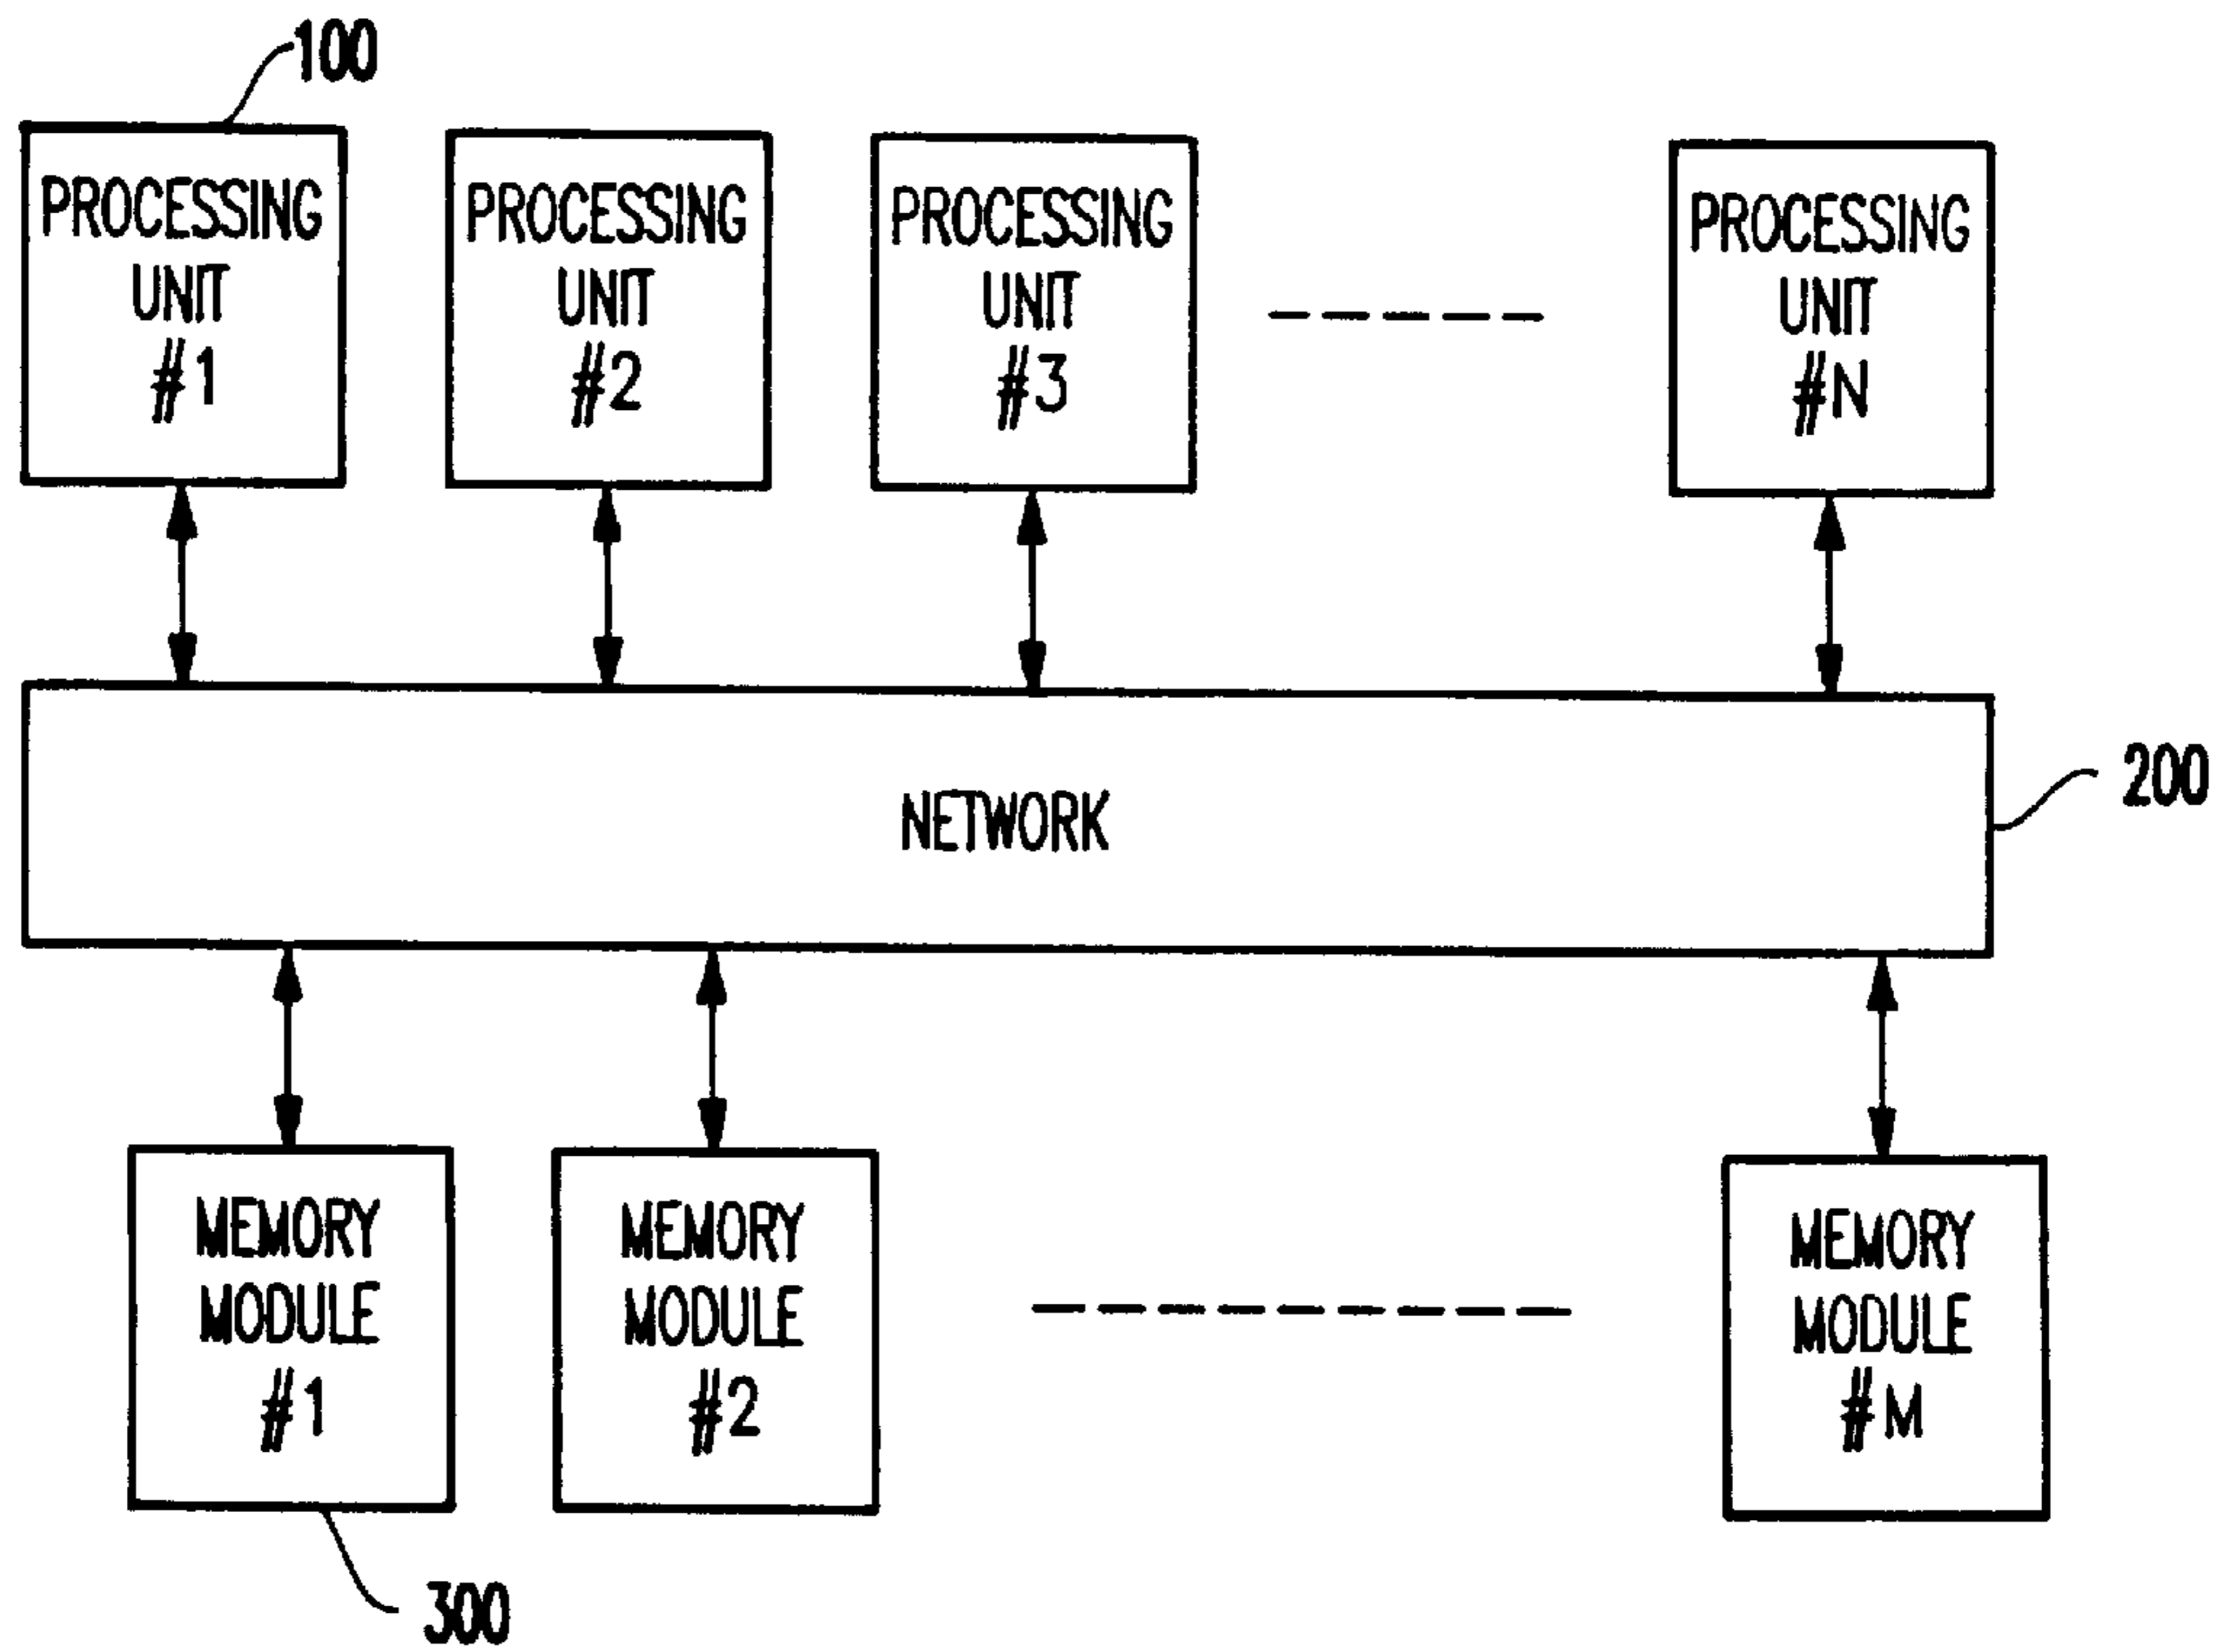 100
PROCESSING
UNIT
#1
PROCESSING
UNIT
#2
PROCESSING
UNIT
#3
PROCESSING
UNIT
#N
NETWORK
200
MEMORY
MODULE
#1
MEMORY
MODULE
#2
MEMORY
MODULE
#M
300